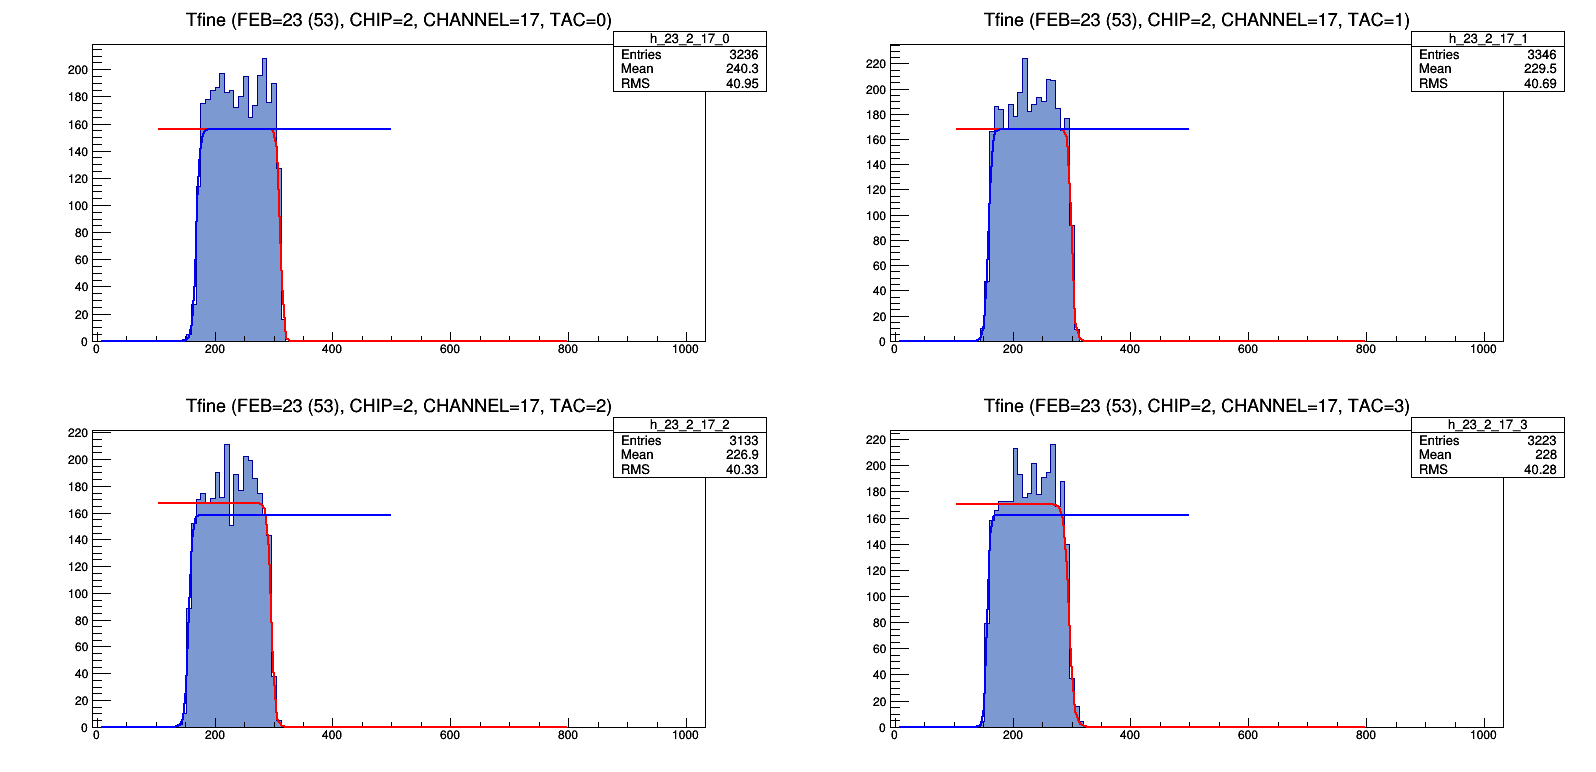 Tfine (FEB=23 (53), CHIP=2, CHANNEL=17, TAC=0)
h_23_2_17_0
Entries 3236
Mean 240.3
RMS 40.95
200
180
160
140
120
100
80
60
40
20
0
0 200 400 600 800 1000
Tfine (FEB=23 (53), CHIP=2, CHANNEL=17, TAC=1)
h_23_2_17_1
Entries 3346
Mean 229.5
RMS 40.69
220
200
180
160
140
120
100
80
60
40
20
0
0 200 400 600 800 1000
Tfine (FEB=23 (53), CHIP=2, CHANNEL=17, TAC=2)
h_23_2_17_2
Entries 3133
Mean 226.9
RMS 40.33
220
200
180
160
140
120
100
80
60
40
20
0
0 200 400 600 800 1000
Tfine (FEB=23 (53), CHIP=2, CHANNEL=17, TAC=3)
h_23_2_17_3
Entries 3223
Mean 228
RMS 40.28
220
200
180
160
140
120
100
80
60
40
20
0
0 200 400 600 800 1000